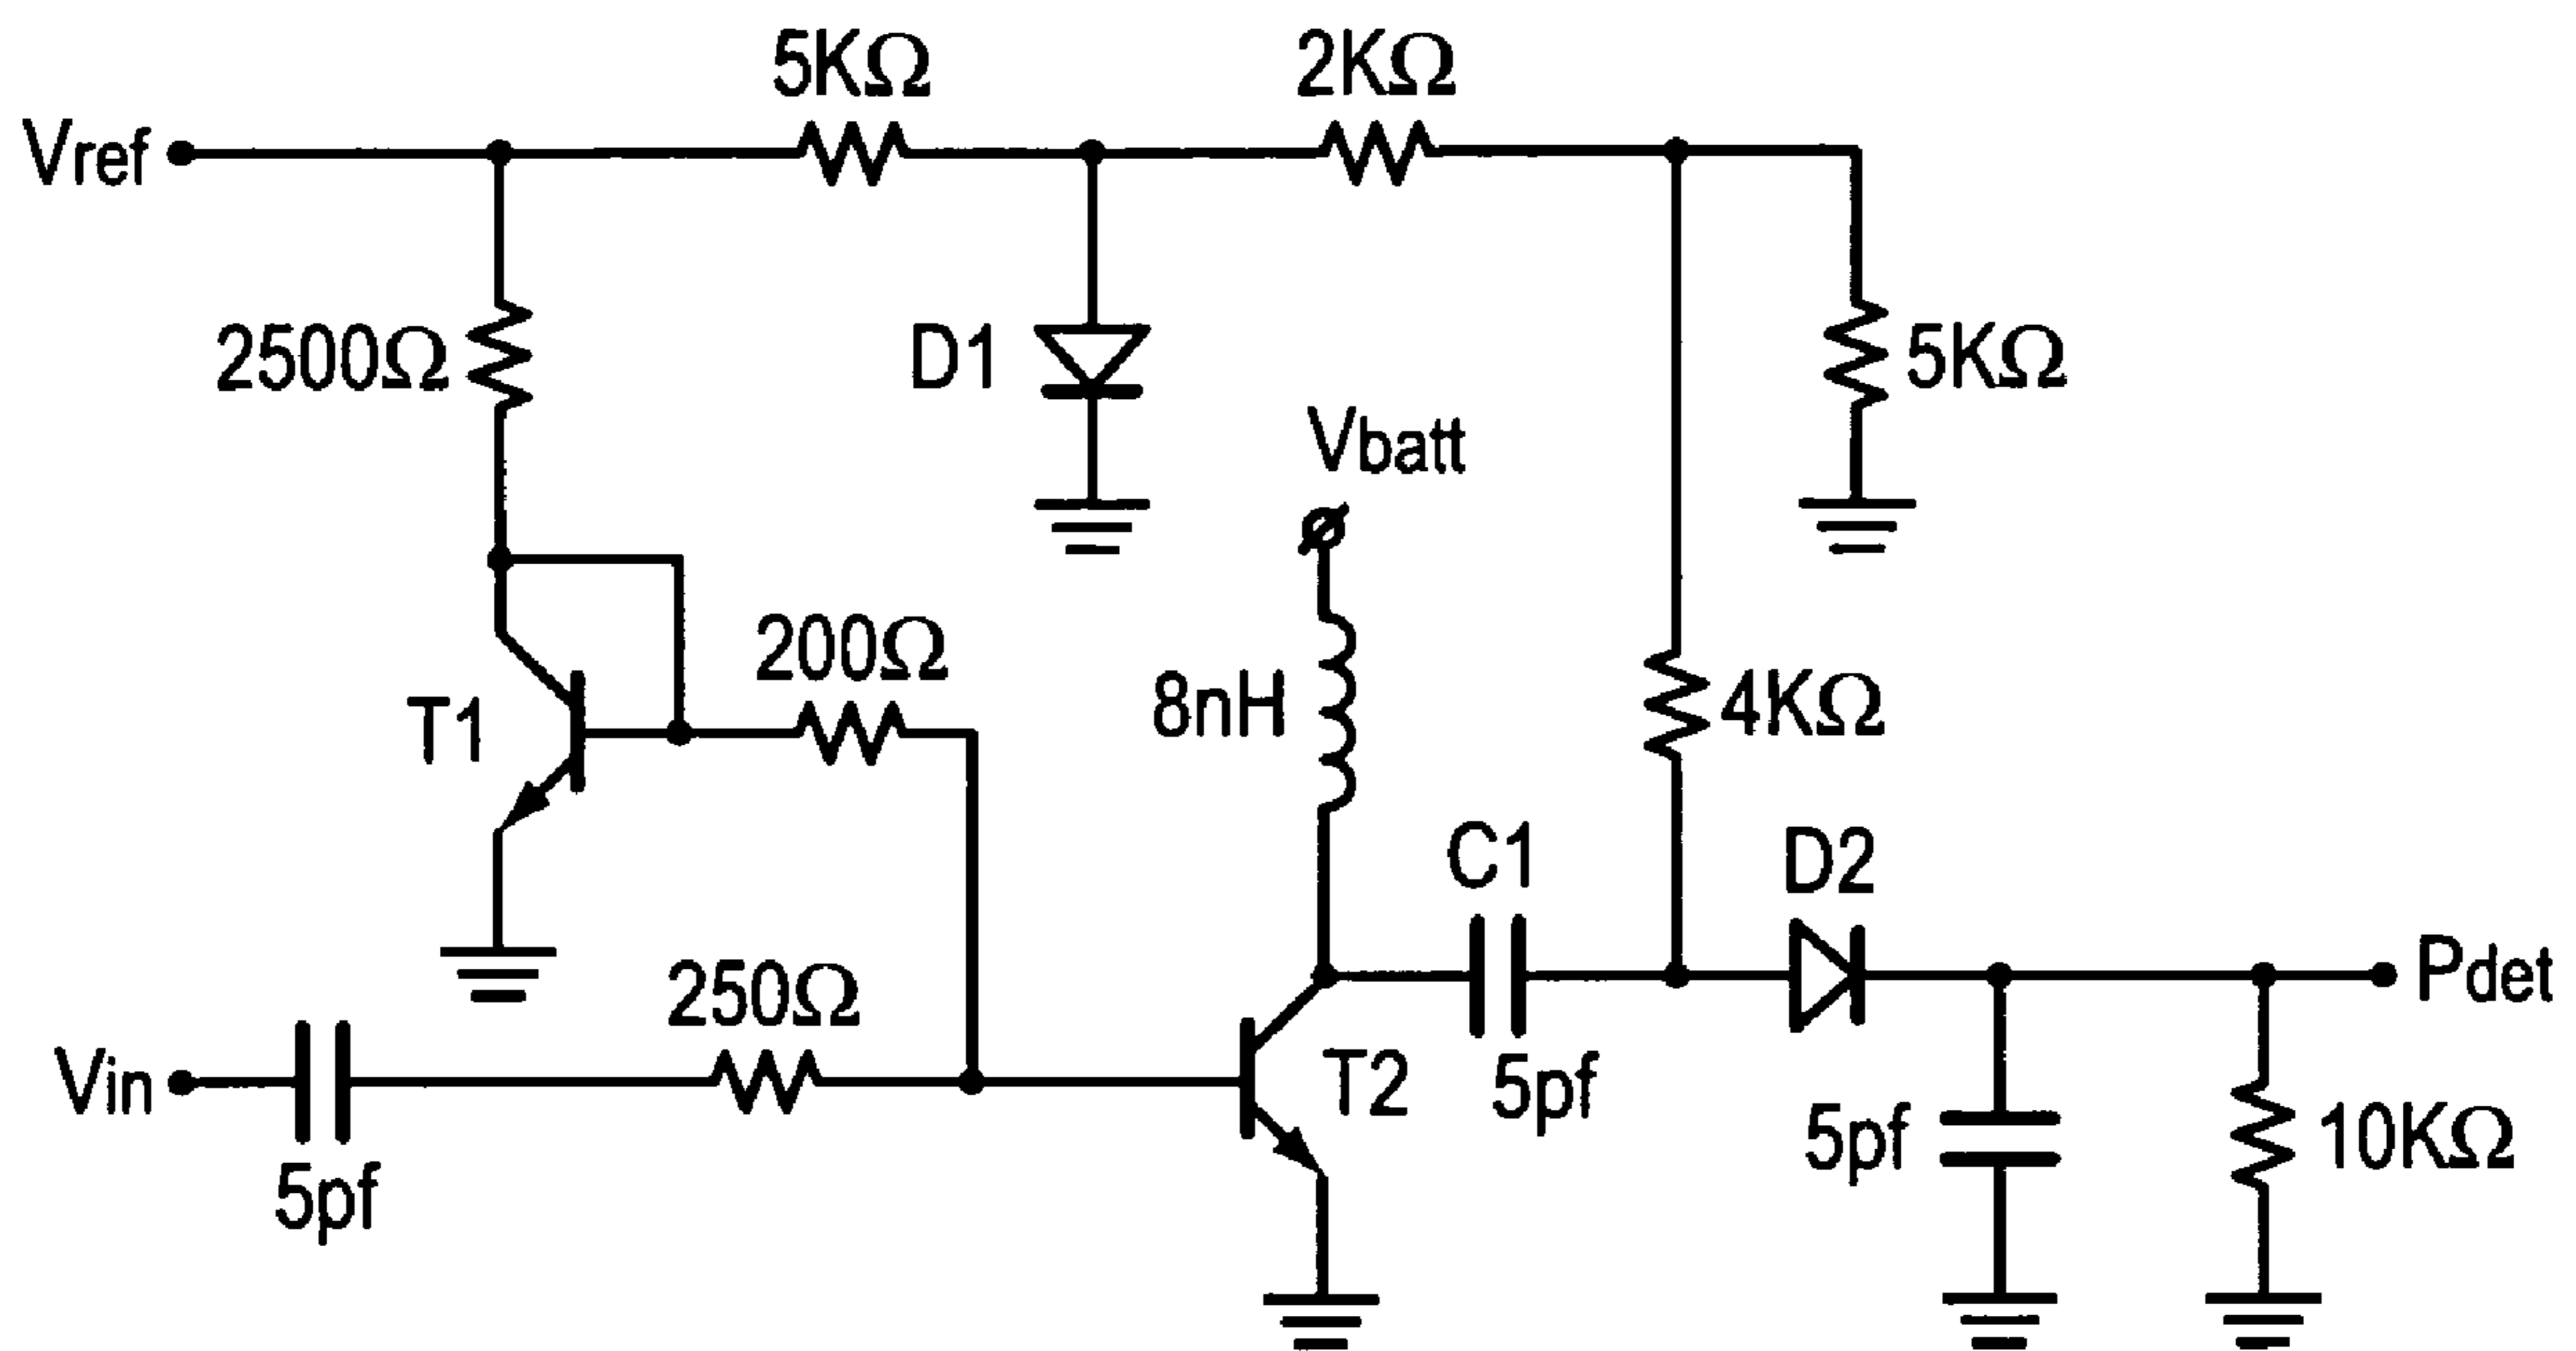 5KΩ
2KΩ
Vref
2500Ω
D1
5KΩ
Vbatt
200Ω
T1
8nH
4KΩ
C1
D2
250Ω
Pdet
Vin
T2
5pf
5pf
10KΩ
5pf